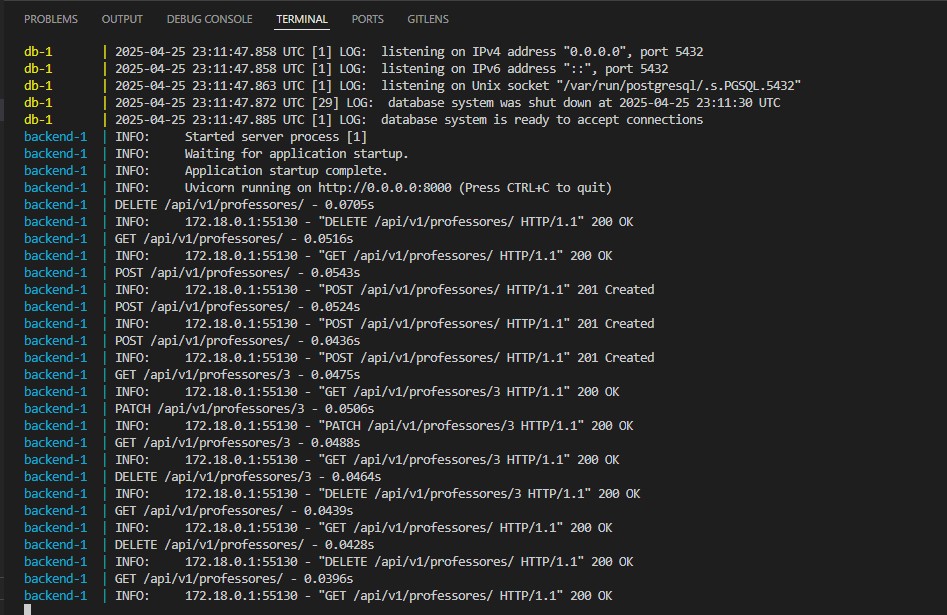 PROBLEMS OUTPUT DEBUG CONSOLE TERMINAL PORTS GITLENS
db-1 | 2025-04-25 23:11:47.858 UTC [1] LOG: listening on IPv4 address "0.0.0.0", port 5432
db-1 | 2025-04-25 23:11:47.858 UTC [1] LOG: listening on IPv6 address "::", port 5432
db-1 | 2025-04-25 23:11:47.863 UTC [1] LOG: listening on Unix socket "/var/run/postgresql/.s.PGSQL.5432"
db-1 | 2025-04-25 23:11:47.872 UTC [29] LOG: database system was shut down at 2025-04-25 23:11:30 UTC
db-1 | 2025-04-25 23:11:47.885 UTC [1] LOG: database system is ready to accept connections
backend-1 | INFO: Started server process [1]
backend-1 | INFO: Waiting for application startup.
backend-1 | INFO: Application startup complete.
backend-1 | INFO: Uvicorn running on http://0.0.0.0:8000 (Press CTRL+C to quit)
backend-1 | DELETE /api/v1/professores/ - 0.0705s
backend-1 | INFO: 172.18.0.1:55130 - "DELETE /api/v1/professores/ HTTP/1.1" 200 OK
backend-1 | GET /api/v1/professores/ - 0.0516s
backend-1 | INFO: 172.18.0.1:55130 - "GET /api/v1/professores/ HTTP/1.1" 200 OK
backend-1 | POST /api/v1/professores/ - 0.0543s
backend-1 | INFO: 172.18.0.1:55130 - "POST /api/v1/professores/ HTTP/1.1" 201 Created
backend-1 | POST /api/v1/professores/ - 0.0524s
backend-1 | INFO: 172.18.0.1:55130 - "POST /api/v1/professores/ HTTP/1.1" 201 Created
backend-1 | POST /api/v1/professores/ - 0.0436s
backend-1 | INFO: 172.18.0.1:55130 - "POST /api/v1/professores/ HTTP/1.1" 201 Created
backend-1 | GET /api/v1/professores/3 - 0.0475s
backend-1 | INFO: 172.18.0.1:55130 - "GET /api/v1/professores/3 HTTP/1.1" 200 OK
backend-1 | PATCH /api/v1/professores/3 - 0.0506s
backend-1 | INFO: 172.18.0.1:55130 - "PATCH /api/v1/professores/3 HTTP/1.1" 200 OK
backend-1 | GET /api/v1/professores/3 - 0.0488s
backend-1 | INFO: 172.18.0.1:55130 - "GET /api/v1/professores/3 HTTP/1.1" 200 OK
backend-1 | DELETE /api/v1/professores/3 - 0.0464s
backend-1 | INFO: 172.18.0.1:55130 - "DELETE /api/v1/professores/3 HTTP/1.1" 200 OK
backend-1 | GET /api/v1/professores/ - 0.0439s
backend-1 | INFO: 172.18.0.1:55130 - "GET /api/v1/professores/ HTTP/1.1" 200 OK
backend-1 | DELETE /api/v1/professores/ - 0.0428s
backend-1 | INFO: 172.18.0.1:55130 - "DELETE /api/v1/professores/ HTTP/1.1" 200 OK
backend-1 | GET /api/v1/professores/ - 0.0396s
backend-1 | INFO: 172.18.0.1:55130 - "GET /api/v1/professores/ HTTP/1.1" 200 OK